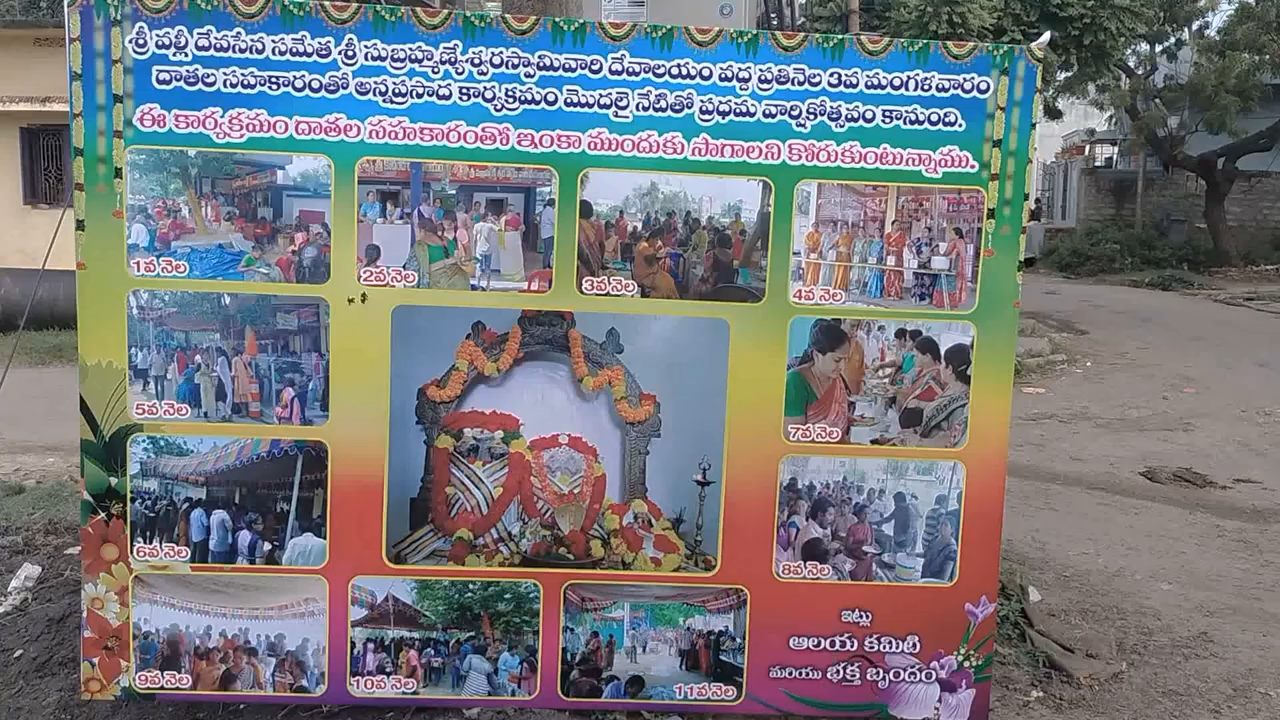 శ్రీ వల్లీ దేవసేన సమేత శ్రీ సుబ్రహ్మణ్యేశ్వరస్వామివారి దేవాలయం వద్ద ప్రతినెల 3వ మంగళవారం
దాతల సహకారంతో అన్నప్రసాద కార్యక్రమం మొదలై నేటితో ప్రథమ వార్షికోత్సవం కానుంది.
ఈ కార్యక్రమం దాతల సహకారంతో ఇంకా ముందుకు సాగాలని కోరుకుంటున్నాము.
1వ నెల
2వ నెల
3వ నెల
4వ నెల
5వ నెల
7వ నెల
6వ నెల
8వ నెల
9వ నెల
10వ నెల
11వ నెల
ఇట్లు
ఆలయ కమిటి
మరియు భక్త బృందం